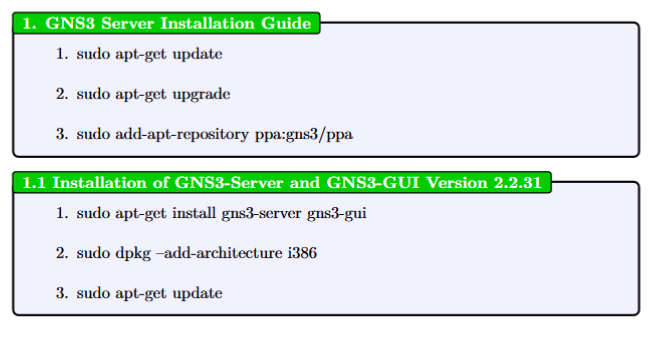 1. GNS3 Server Installation Guide
1. sudo apt-get update
2. sudo apt-get upgrade
3. sudo add-apt-repository ppa:gns3/ppa
1.1 Installation of GNS3-Server and GNS3-GUI Version 2.2.31
1. sudo apt-get install gns3-server gns3-gui
2. sudo dpkg –add-architecture i386
3. sudo apt-get update